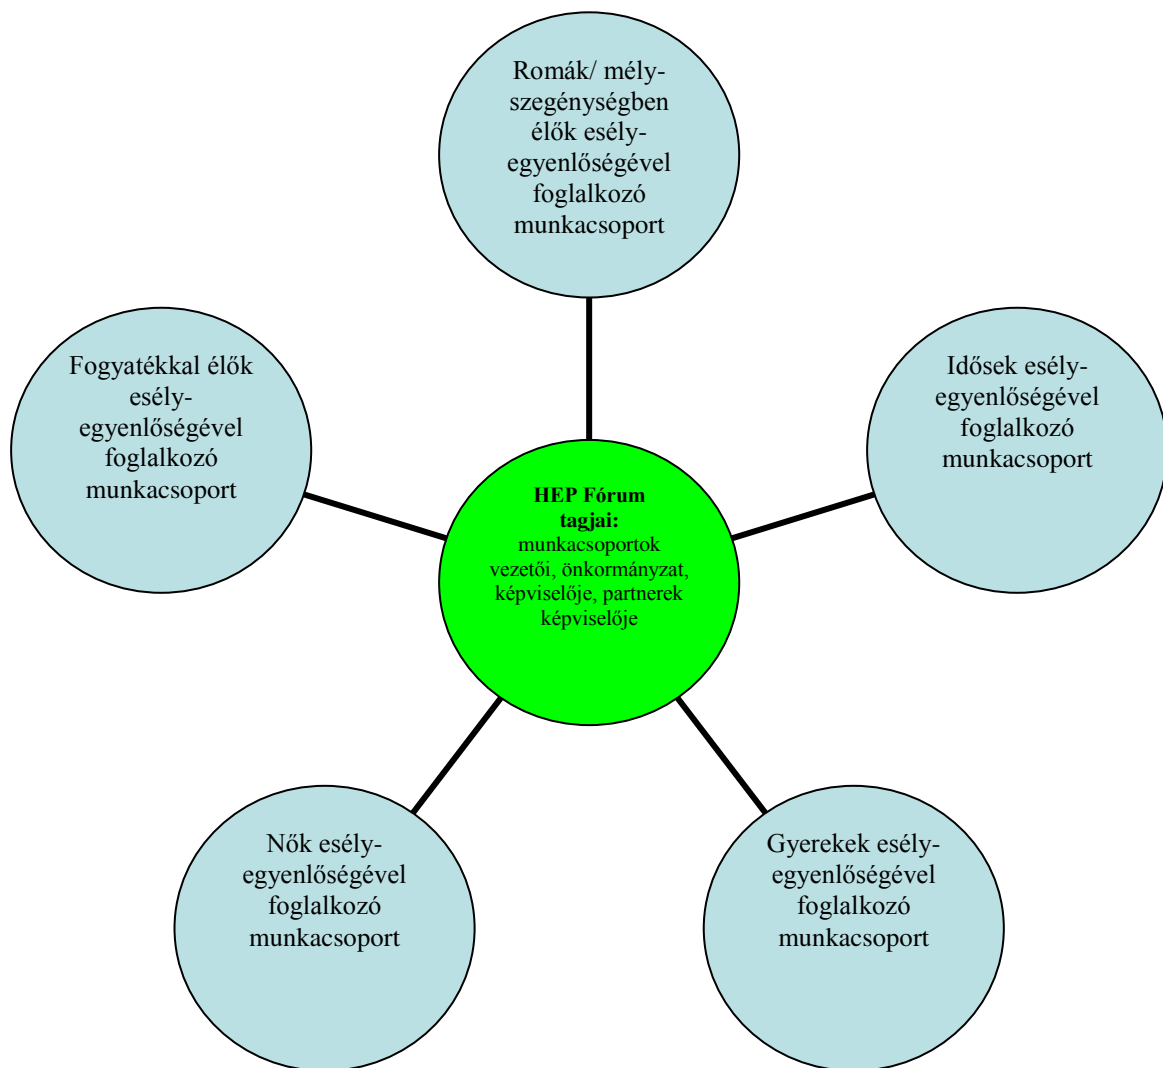 Romák/ mély-
szegénységben
élők esély-
egyenlőségével
foglalkozó
munkacsoport
Fogyatékkal élők
esély-
egyenlőségével
foglalkozó
munkacsoport
Idősek esély-
egyenlőségével
foglalkozó
munkacsoport
HEP Fórum
tagjai:
munkacsoportok
vezetői, önkormányzat,
képviselője, partnerek
képviselője
Nők esély-
egyenlőségével
foglalkozó
munkacsoport
Gyerekek esély-
egyenlőségével
foglalkozó
munkacsoport